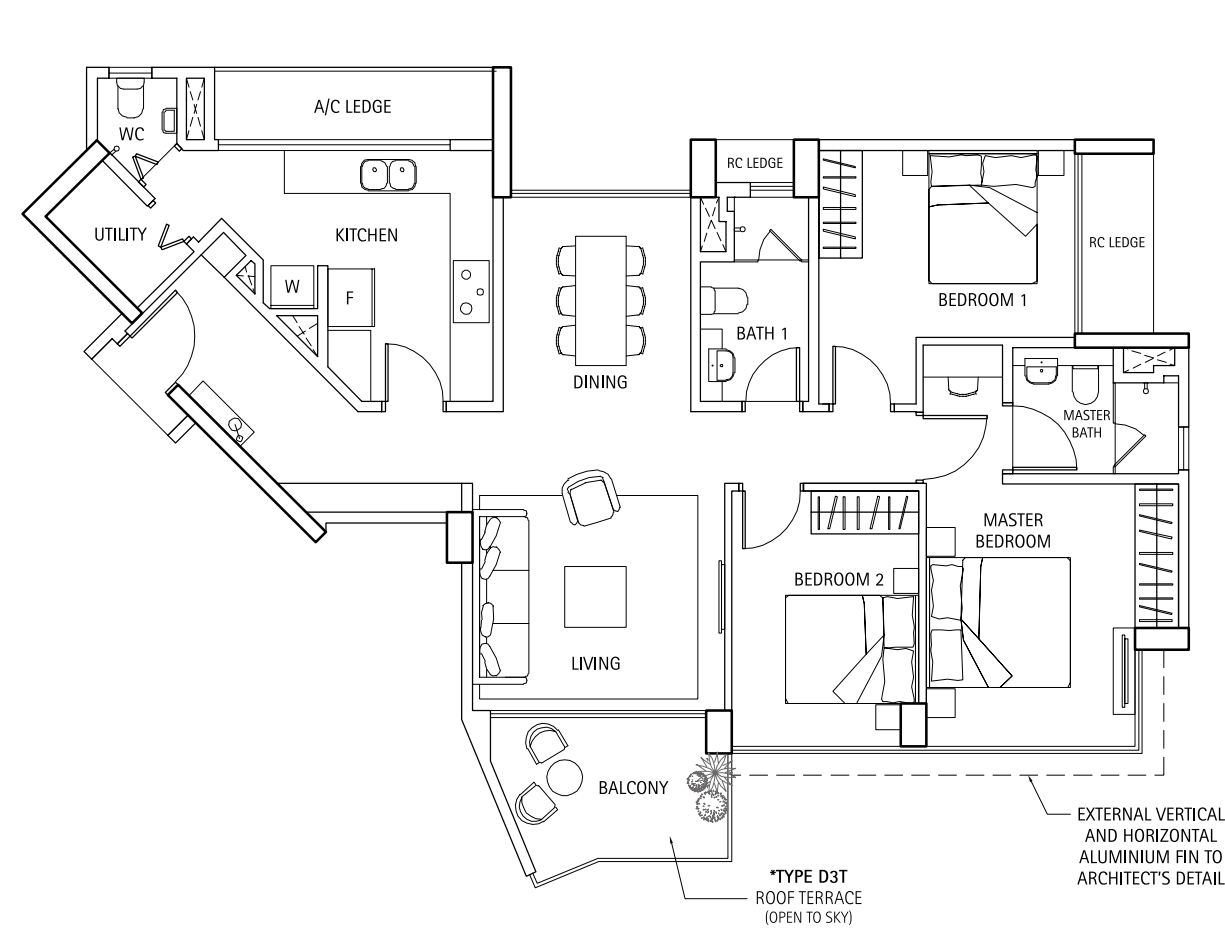 A/C LEDGE
WC
RC LEDGE
UTILITY
KITCHEN
RC LEDGE
W
F
BEDROOM 1
BATH 1
DINING
MASTER
BATH
MASTER
BEDROOM
BEDROOM 2
LIVING
BALCONY
EXTERNAL VERTICAL
AND HORIZONTAL
ALUMINIUM FIN TO
ARCHITECT'S DETAIL
*TYPE D3T
ROOF TERRACE
(OPEN TO SKY)